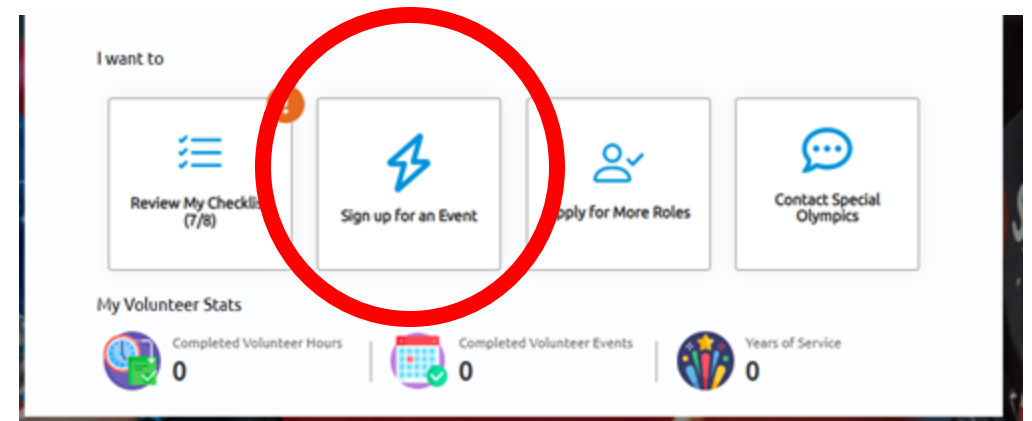 I want to
Review My Checklis
(7/8)
Sign up for an Event
pply for More Roles
Contact Special
Olympics
My Volunteer Stats
Completed Volunteer Hours
0
Completed Volunteer Events
0
Years of Service
0